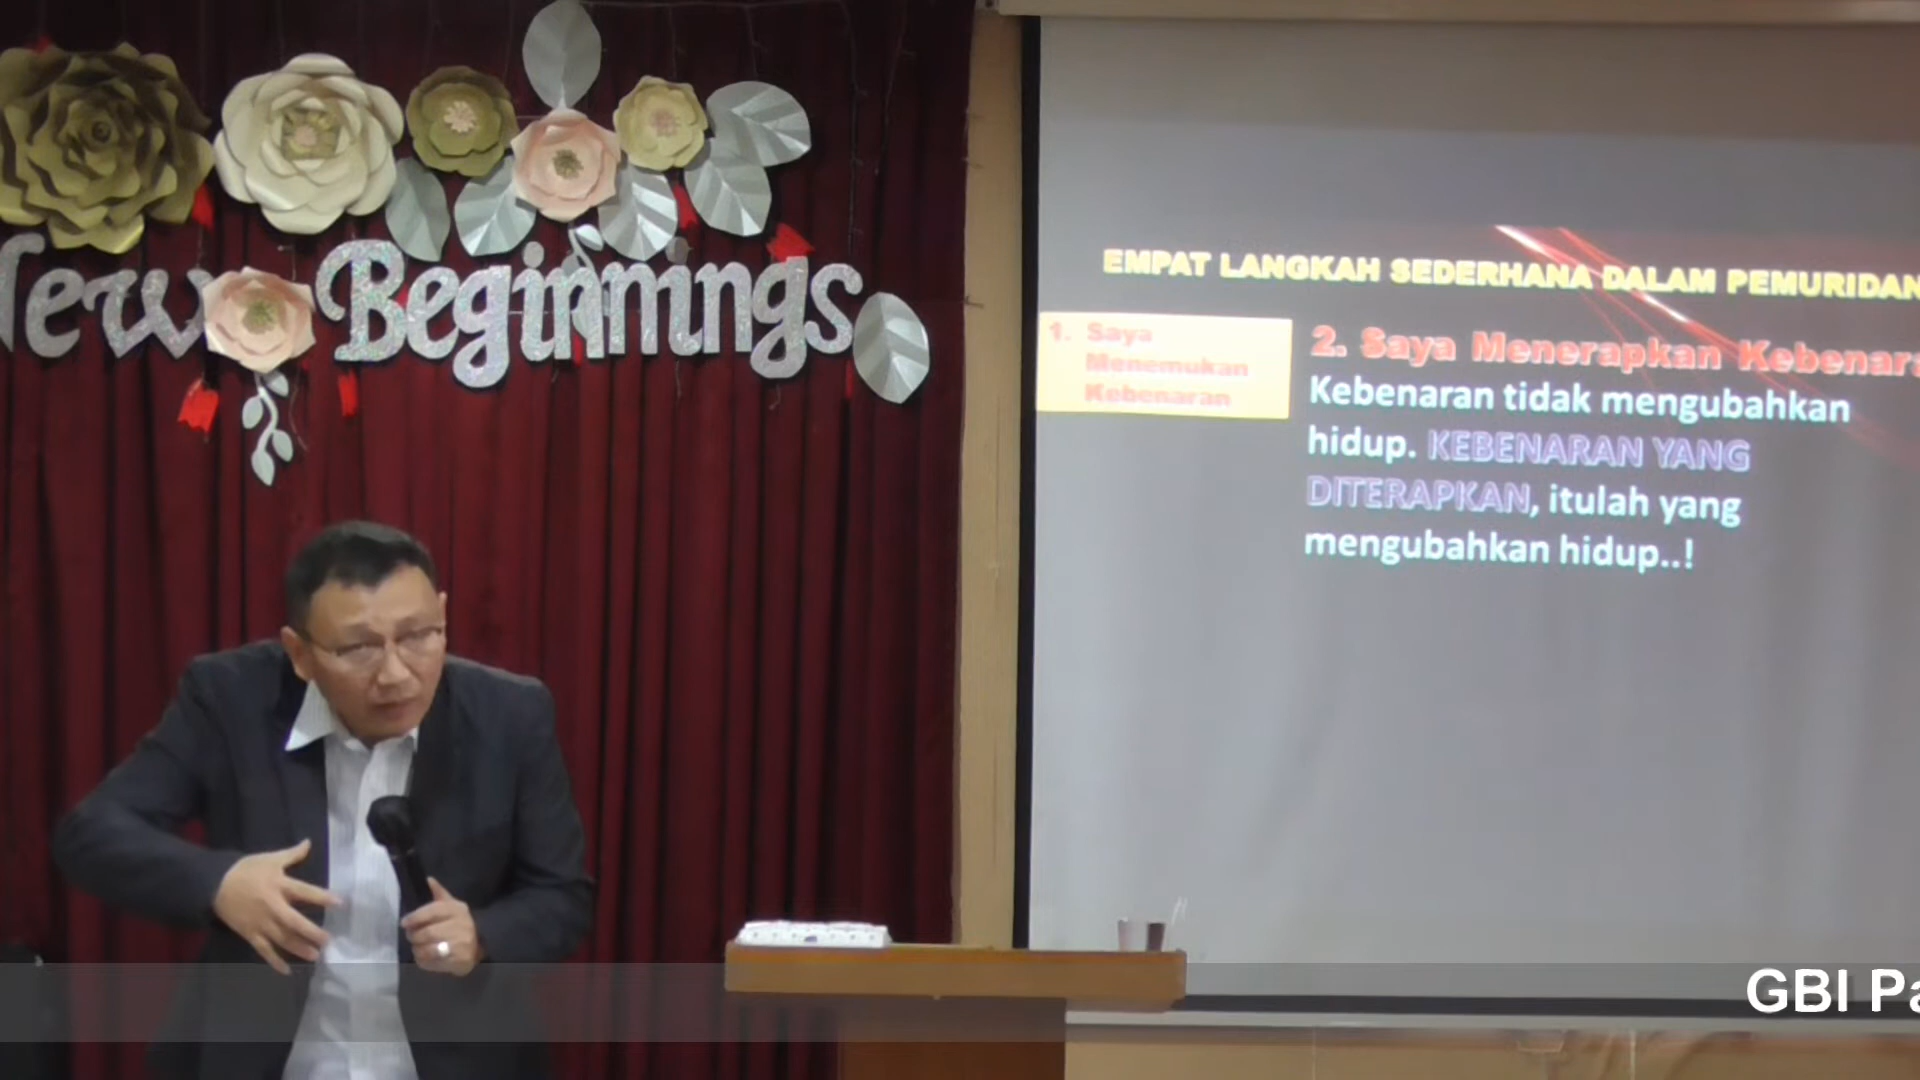 New Beginnings
EMPAT LANGKAH SEDERHANA DALAM PEMURIDAN
1. Saya
Menemukan
Kebenaran
2. Saya Menerapkan Kebenara
Kebenaran tidak mengubahkan
hidup. KEBENARAN YANG
DITERAPKAN, itulah yang
mengubahkan hidup..!
GBI Pa